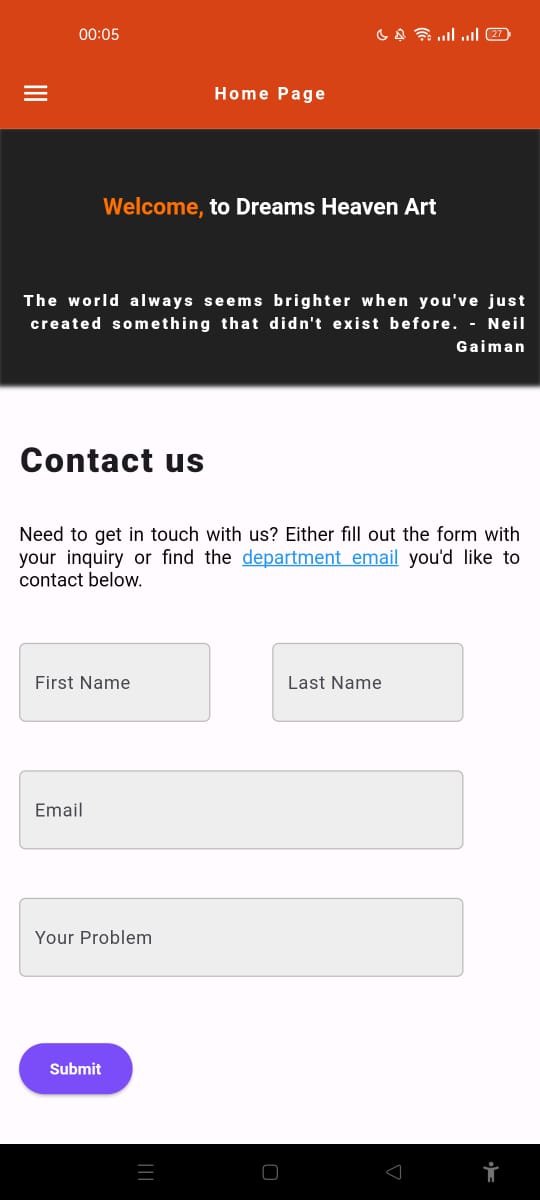 00:05
27
Home Page
Welcome, to Dreams Heaven Art
The world always seems brighter when you've just
created something that didn't exist before. - Neil
Gaiman
Contact us
Need to get in touch with us? Either fill out the form with
your inquiry or find the department email you'd like to
contact below.
First Name
Last Name
Email
Your Problem
Submit